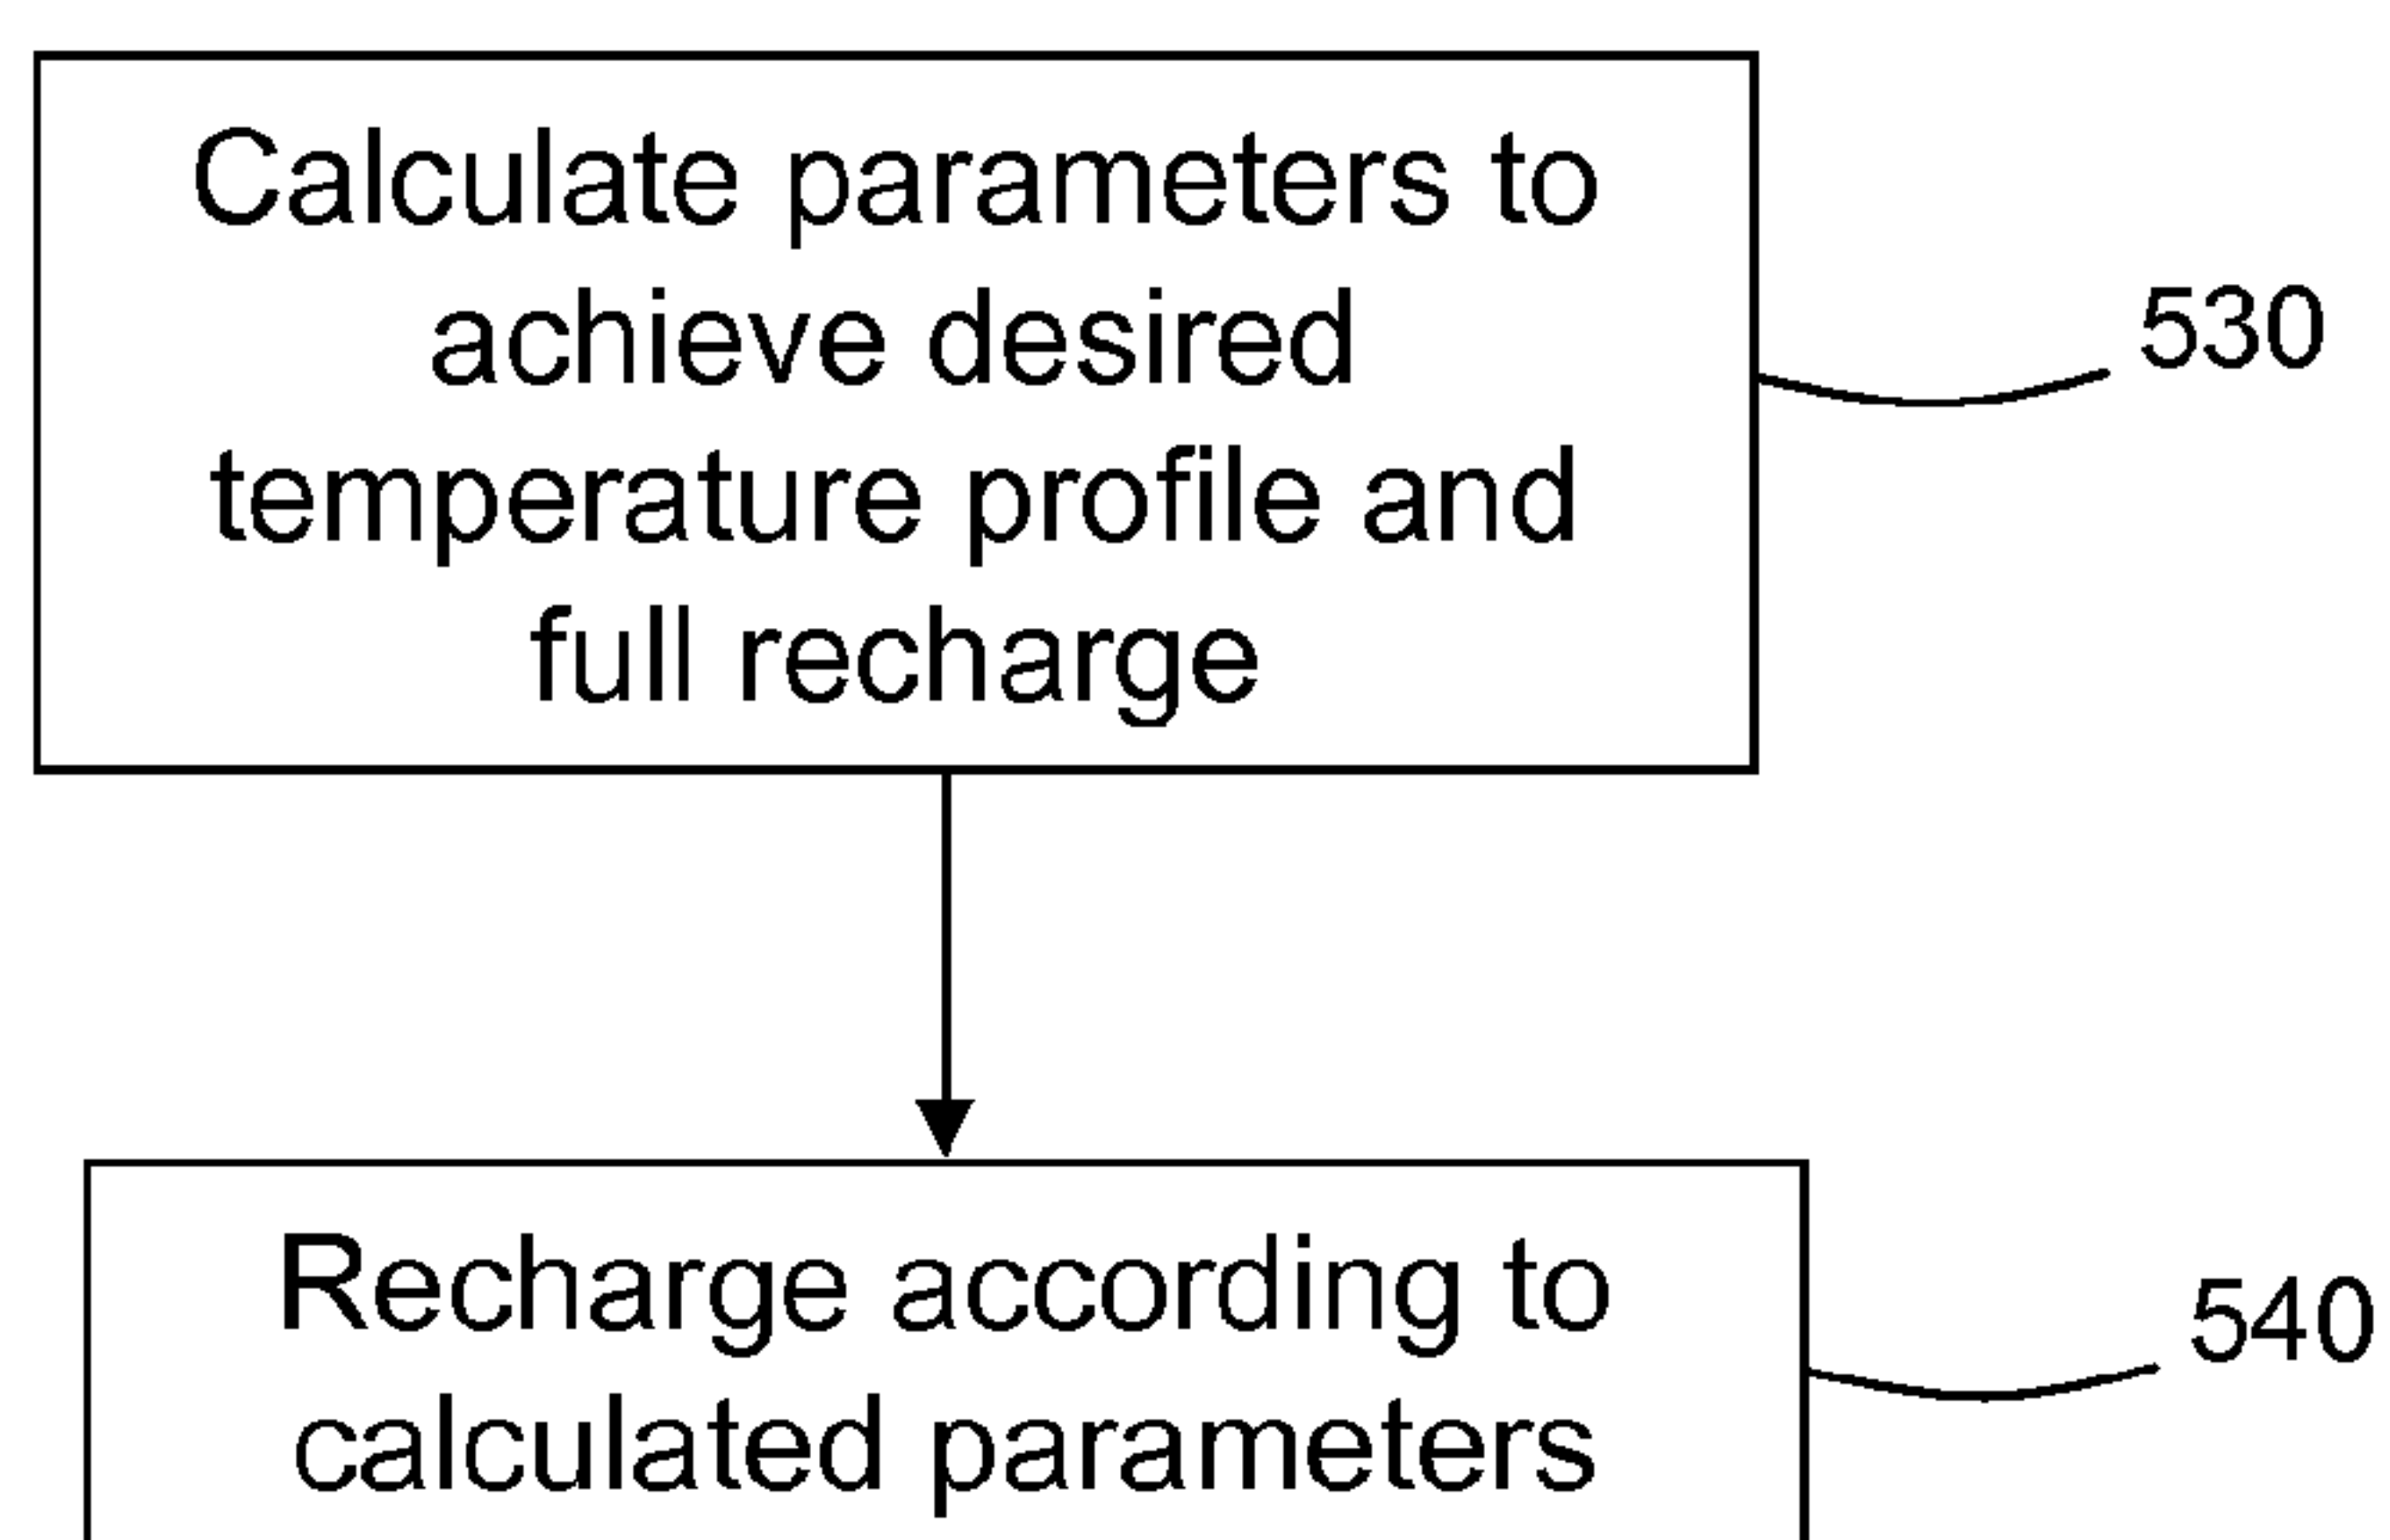 Calculate parameters to
achieve desired
temperature profile and
full recharge
530
Recharge according to
calculated parameters
540